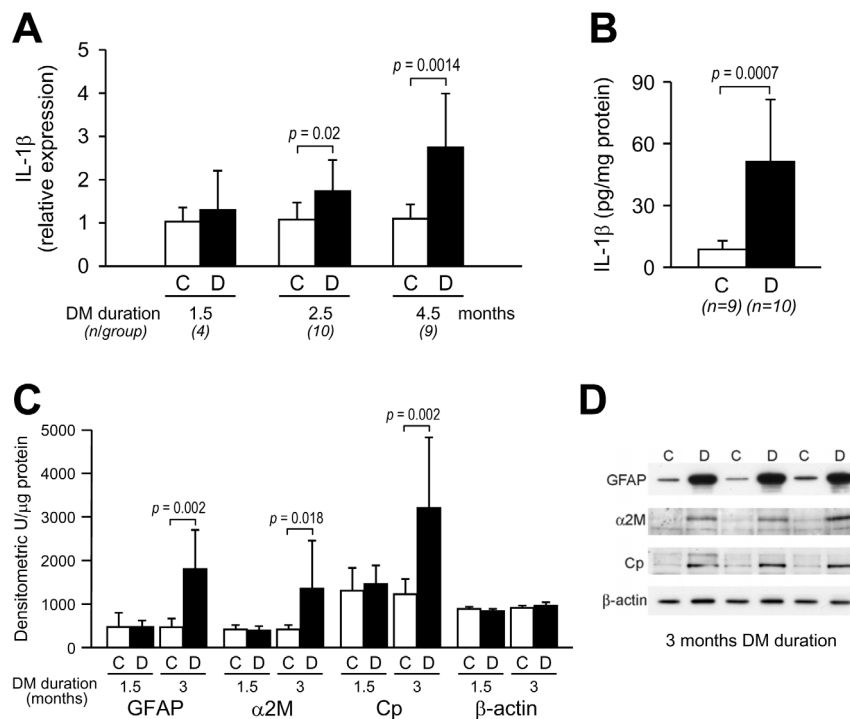 A
IL-1β
(relative expression)
5
4
3
2
1
0
p = 0.02
p = 0.0014
C D C D C D
DM duration 1.5 2.5 4.5 months
(n/group) (4) (10) (9)
B
IL-1β (pg/mg protein)
90
60
30
0
p = 0.0007
C D
(n=9) (n=10)
C
Densitometric U/μg protein
5000
4000
3000
2000
1000
0
p = 0.002
p = 0.018
p = 0.002
C D C D C D C D C D C D C D C D
DM duration 1.5 3 1.5 3 1.5 3 1.5 3
(months)
GFAP α2M Cp β-actin
D
C D C D C D
GFAP
α2M
Cp
β-actin
3 months DM duration